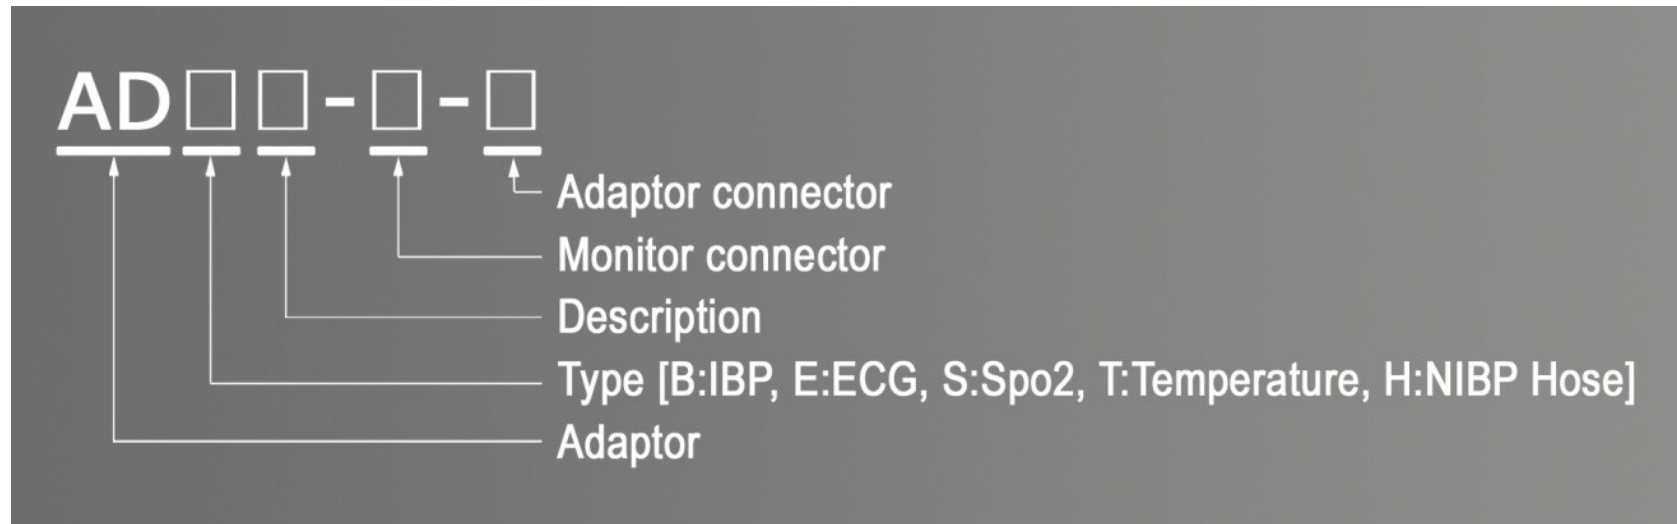 AD□□-□-□
Adaptor connector
Monitor connector
Description
Type [B:IBP, E:ECG, S:Spo2, T:Temperature, H:NIBP Hose]
Adaptor